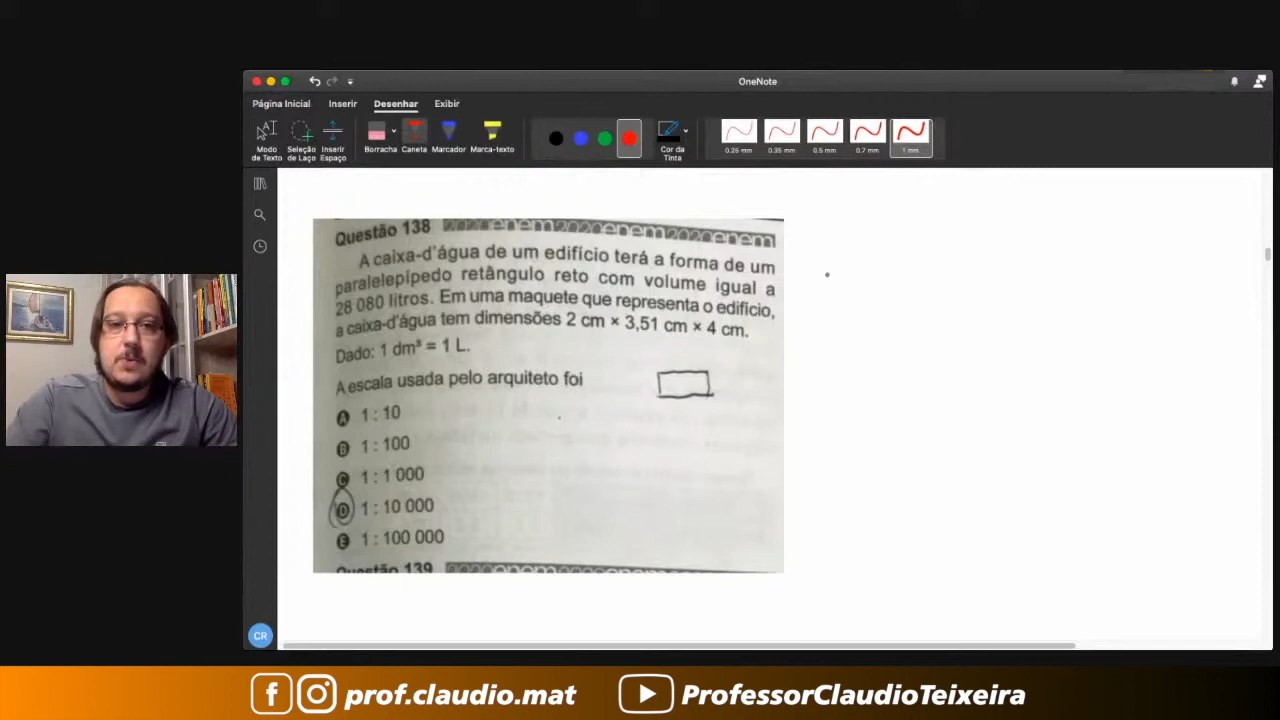 OneNote
Página Inicial Inserir Desenhar Exibir
Modo de Texto
Seleção de Laço
Inserir Espaço
Borracha
Caneta
Marcador
Marca-texto
Cor da Tinta
0.25 mm
0.35 mm
0.5 mm
0.7 mm
1 mm
Questão 138 enem2020enem2020enem
A caixa-d'água de um edifício terá a forma de um
paralelepípedo retângulo reto com volume igual a
28 080 litros. Em uma maquete que representa o edifício,
a caixa-d'água tem dimensões 2 cm × 3,51 cm × 4 cm.
Dado: 1 dm³ = 1 L.
A escala usada pelo arquiteto foi
A 1 : 10
B 1 : 100
C 1 : 1 000
D 1 : 10 000
E 1 : 100 000
Questão 139
CR
prof.claudio.mat ProfessorClaudioTeixeira